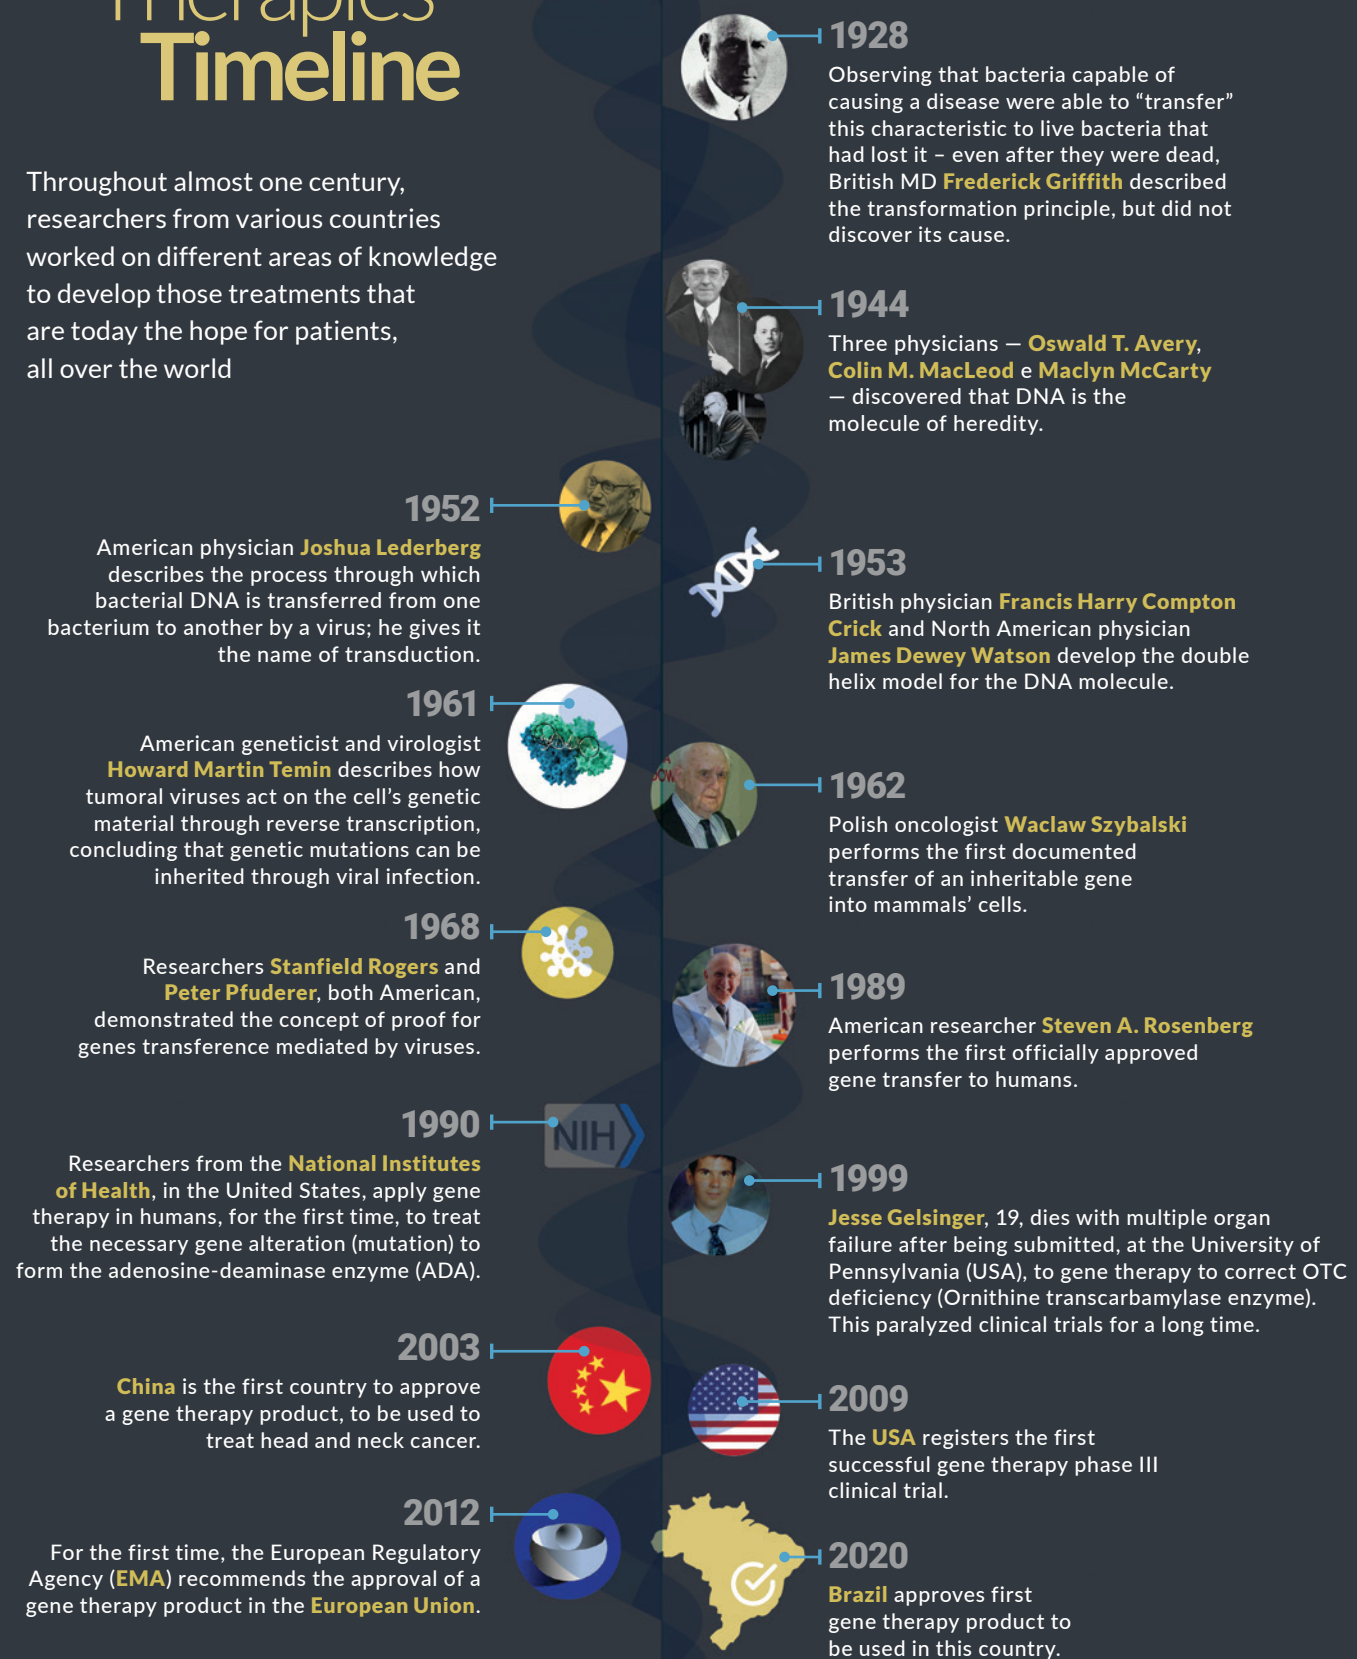 Therapies
Timeline
Throughout almost one century,
researchers from various countries
worked on different areas of knowledge
to develop those treatments that
are today the hope for patients,
all over the world
1928
Observing that bacteria capable of
causing a disease were able to “transfer”
this characteristic to live bacteria that
had lost it – even after they were dead,
British MD Frederick Griffith described
the transformation principle, but did not
discover its cause.
1944
Three physicians — Oswald T. Avery,
Colin M. MacLeod e Maclyn McCarty
— discovered that DNA is the
molecule of heredity.
1952
American physician Joshua Lederberg
describes the process through which
bacterial DNA is transferred from one
bacterium to another by a virus; he gives it
the name of transduction.
1953
British physician Francis Harry Compton
Crick and North American physician
James Dewey Watson develop the double
helix model for the DNA molecule.
1961
American geneticist and virologist
Howard Martin Temin describes how
tumoral viruses act on the cell’s genetic
material through reverse transcription,
concluding that genetic mutations can be
inherited through viral infection.
1962
Polish oncologist Waclaw Szybalski
performs the first documented
transfer of an inheritable gene
into mammals’ cells.
1968
Researchers Stanfield Rogers and
Peter Pfuderer, both American,
demonstrated the concept of proof for
genes transference mediated by viruses.
1989
American researcher Steven A. Rosenberg
performs the first officially approved
gene transfer to humans.
1990
NIH
Researchers from the National Institutes
of Health, in the United States, apply gene
therapy in humans, for the first time, to treat
the necessary gene alteration (mutation) to
form the adenosine-deaminase enzyme (ADA).
1999
Jesse Gelsinger, 19, dies with multiple organ
failure after being submitted, at the University of
Pennsylvania (USA), to gene therapy to correct OTC
deficiency (Ornithine transcarbamylase enzyme).
This paralyzed clinical trials for a long time.
2003
China is the first country to approve
a gene therapy product, to be used to
treat head and neck cancer.
2009
The USA registers the first
successful gene therapy phase III
clinical trial.
2012
For the first time, the European Regulatory
Agency (EMA) recommends the approval of a
gene therapy product in the European Union.
2020
Brazil approves first
gene therapy product to
be used in this country.